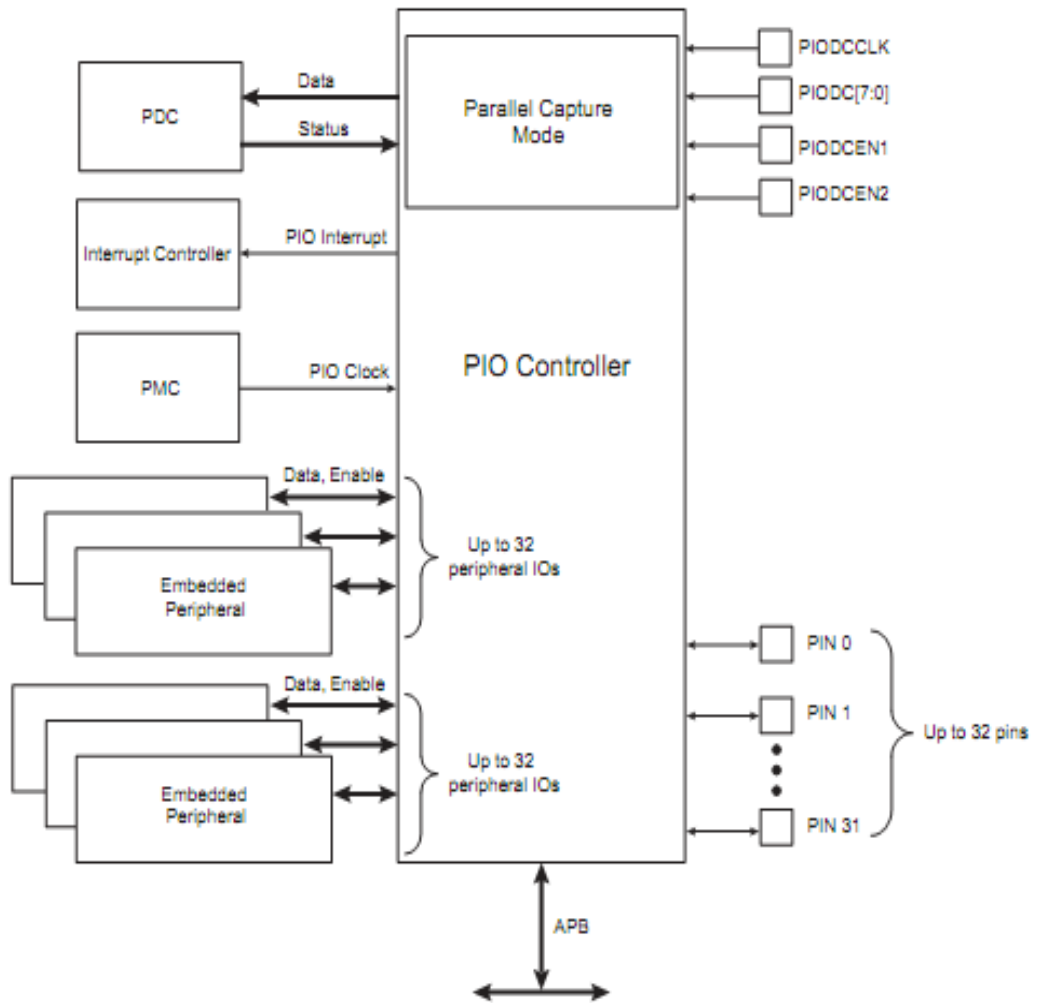 PIODCCLK
Data
Parallel Capture
Mode
PIODC[7:0]
PDC
Status
PIODCEN1
PIODCEN2
PIO Interrupt
Interrupt Controller
PIO Controller
PIO Clock
PMC
Data, Enable
Up to 32
peripheral IOs
Embedded
Peripheral
PIN 0
Data, Enable
PIN 1
Up to 32 pins
Up to 32
peripheral IOs
Embedded
Peripheral
PIN 31
APB